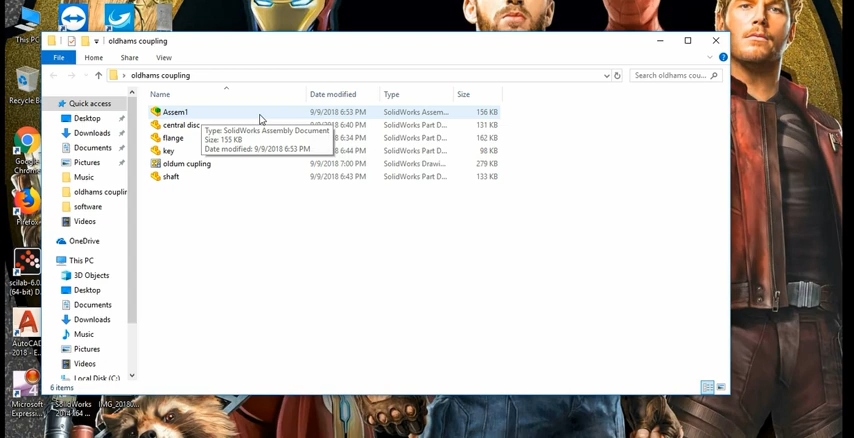 This PC
Recycle Bin
Google Chrome
Firefox
scilab-6.0.
(64-bit) D...
AutoCAD
2018 - E...
Microsoft
Expressi...
SolidWorks
2014 x64 ...
IMG_2018...
oldhams coupling
File
Home
Share
View
oldhams coupling
Search oldhams cou...
Name
Date modified
Type
Size
Quick access
Desktop
Downloads
Documents
Pictures
Music
oldhams couplin
software
Videos
OneDrive
This PC
3D Objects
Desktop
Documents
Downloads
Music
Pictures
Videos
Local Disk (C:)
Assem1 9/9/2018 6:53 PM SolidWorks Assem... 156 KB
central disc 9/9/2018 6:40 PM SolidWorks Part D... 131 KB
flange 9/9/2018 6:34 PM SolidWorks Part D... 162 KB
key 9/9/2018 6:44 PM SolidWorks Part D... 98 KB
oldum cupling 9/9/2018 7:00 PM SolidWorks Drawi... 279 KB
shaft 9/9/2018 6:43 PM SolidWorks Part D... 133 KB
Type: SolidWorks Assembly Document
Size: 155 KB
Date modified: 9/9/2018 6:53 PM
6 items